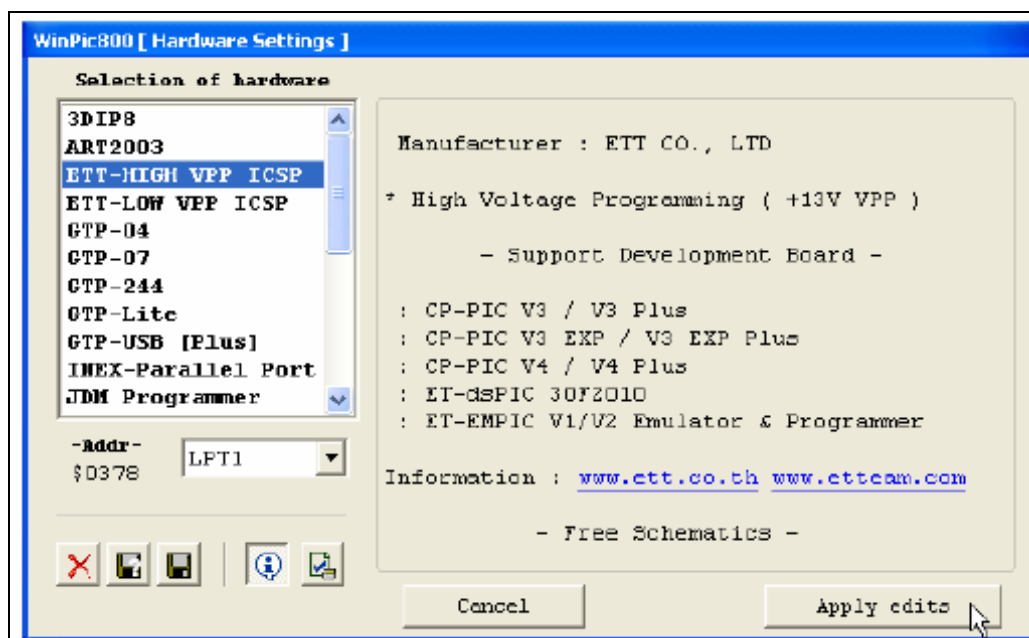 WinPic800 [ Hardware Settings ]
Selection of hardware
3DIP8
ART2003
ETT-HIGH VPP ICSP
ETT-LOW VPP ICSP
GTP-04
GTP-07
GTP-244
GTP-Lite
GTP-USB [Plus]
INEX-Parallel Port
JDM Programmer
-Addr-
$0378
LPT1
Manufacturer : ETT CO., LTD
* High Voltage Programming ( +13V VPP )
- Support Development Board -
: CP-PIC V3 / V3 Plus
: CP-PIC V3 EXP / V3 EXP Plus
: CP-PIC V4 / V4 Plus
: ET-dsPIC 30F2010
: ET-EMPIC V1/V2 Emulator & Programmer
Information : www.ett.co.th www.etteam.com
- Free Schematics -
Cancel
Apply edits